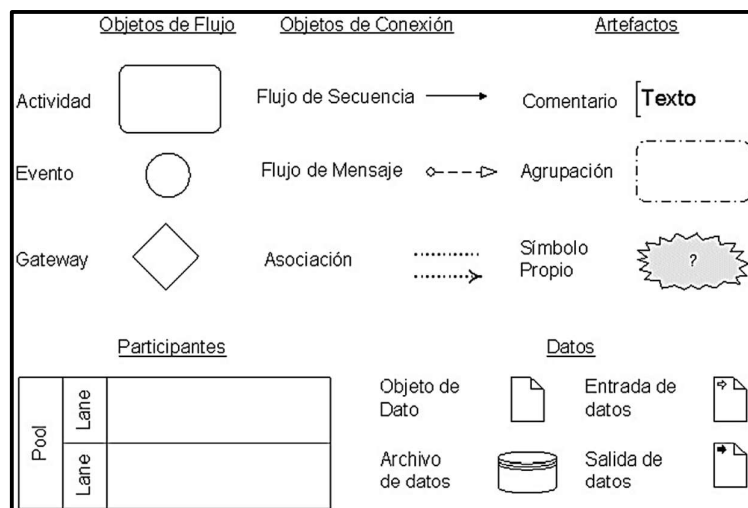 Objetos de Flujo
Objetos de Conexión
Artefactos
Actividad
Flujo de Secuencia
Comentario
Texto
Evento
Flujo de Mensaje
Agrupación
Gateway
Asociación
Símbolo
Propio
?
Participantes
Datos
Pool
Lane
Lane
Objeto de
Dato
Entrada de
datos
Archivo
de datos
Salida de
datos